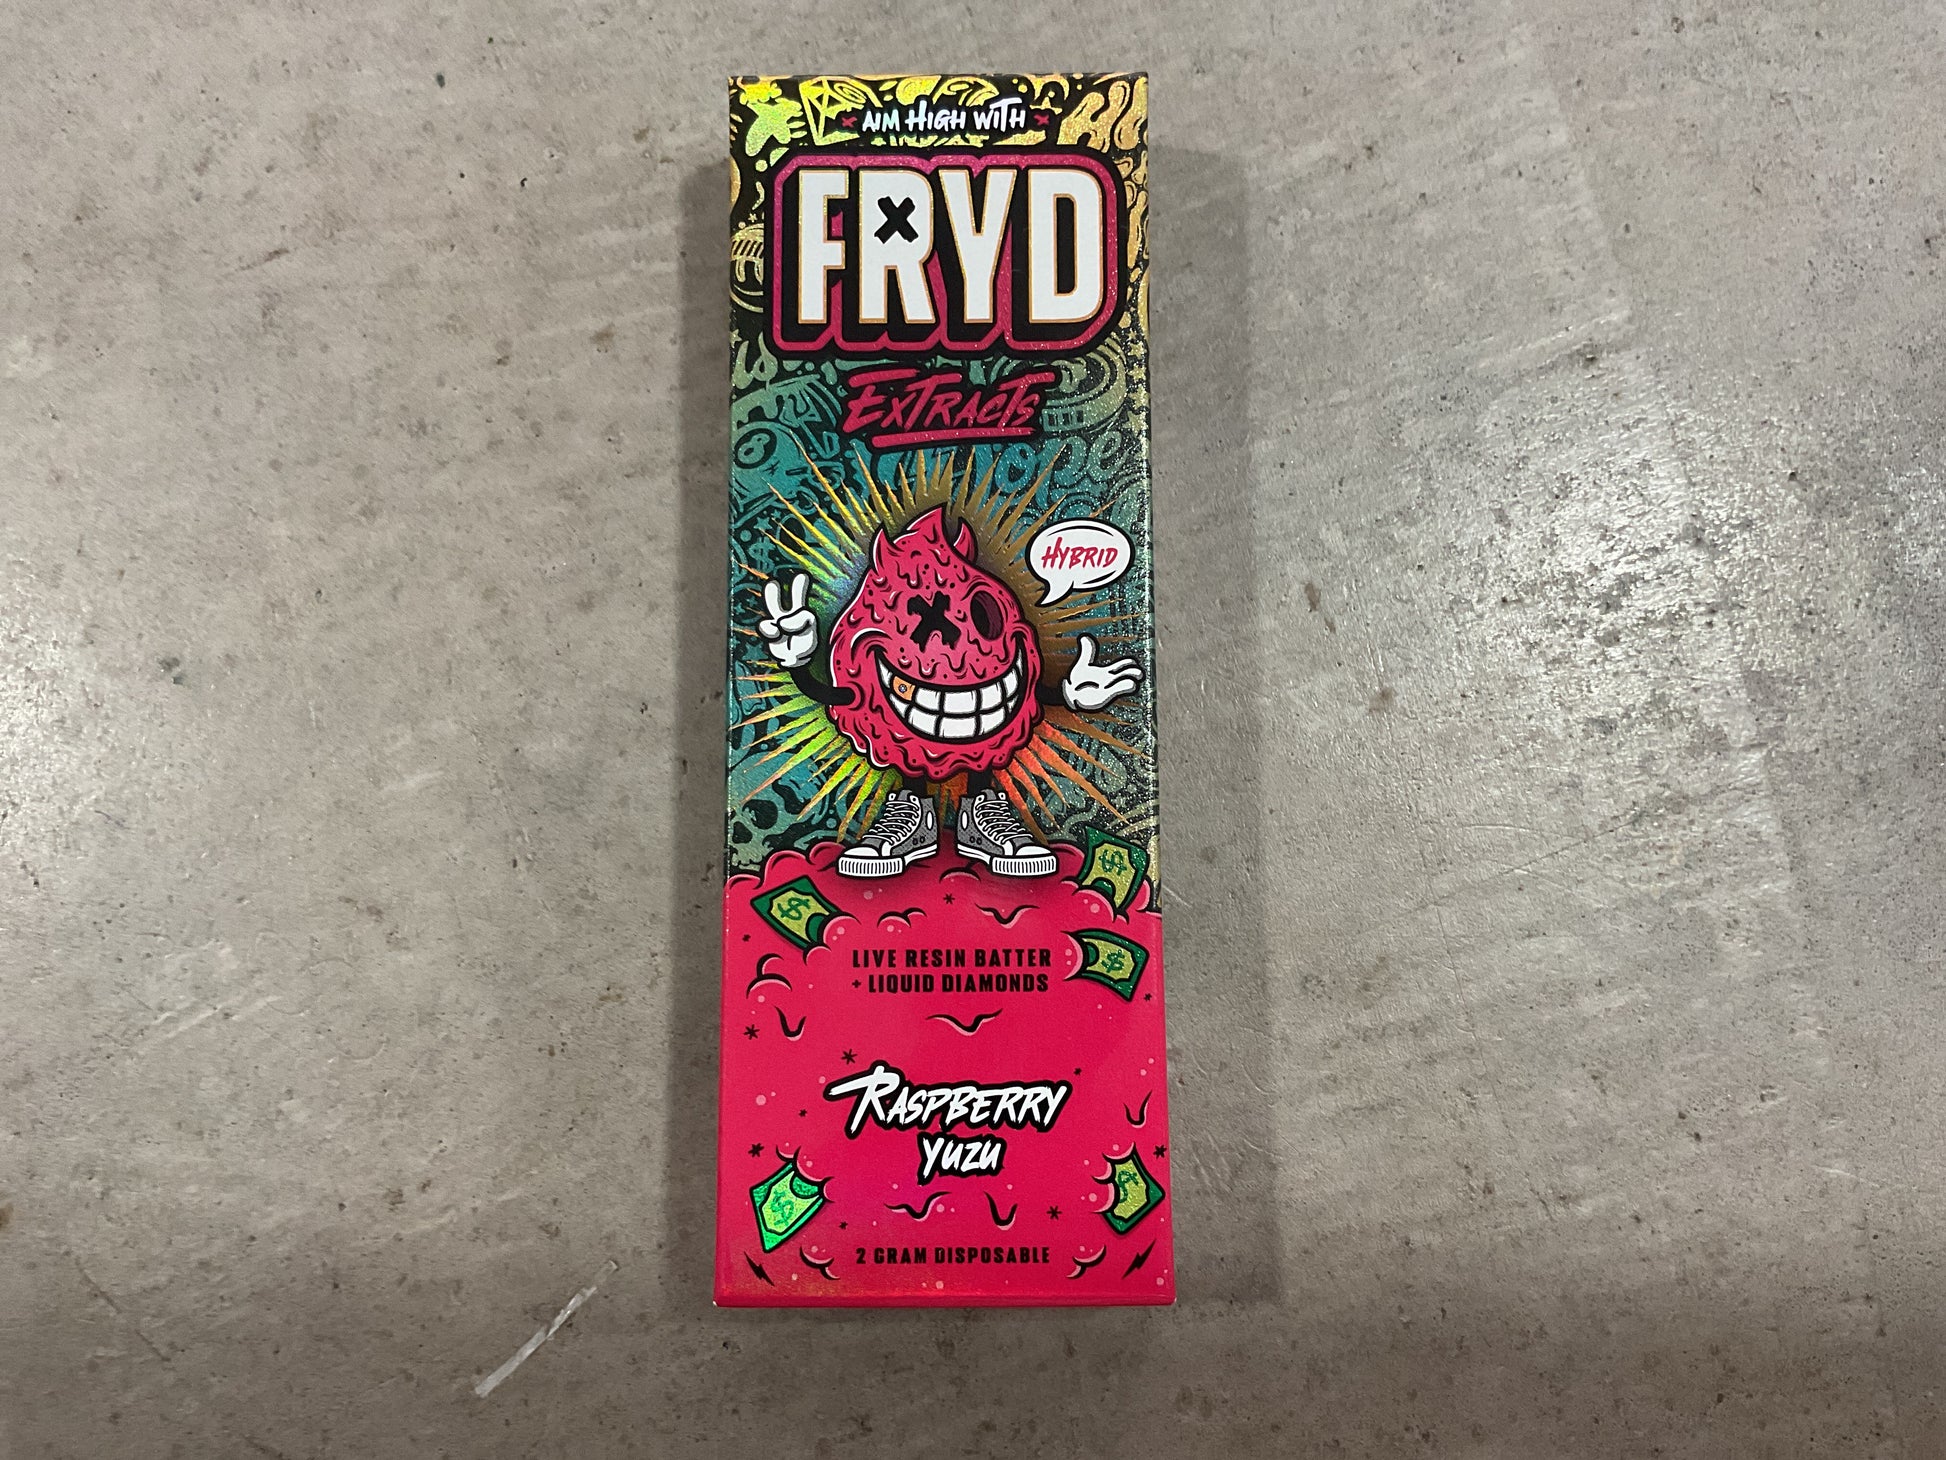 AIM HIGH WITH
FRYD
EXTRACTS
HYBRID
LIVE RESIN BATTER
+ LIQUID DIAMONDS
RASPBERRY
YUZU
2 GRAM DISPOSABLE